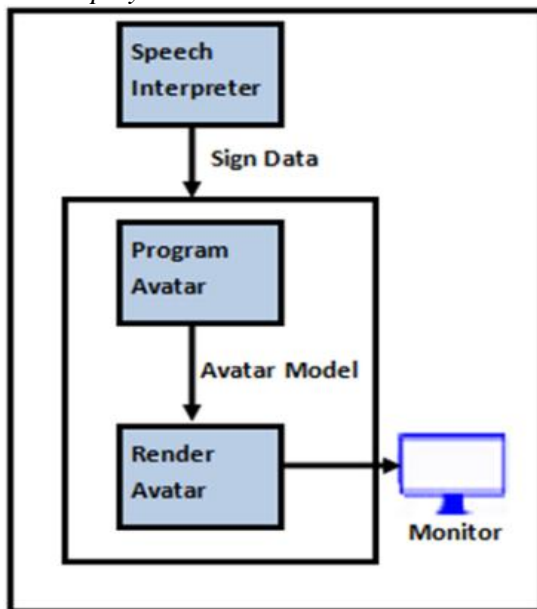 Speech
Interpreter
Sign Data
Program
Avatar
Avatar Model
Render
Avatar
Monitor